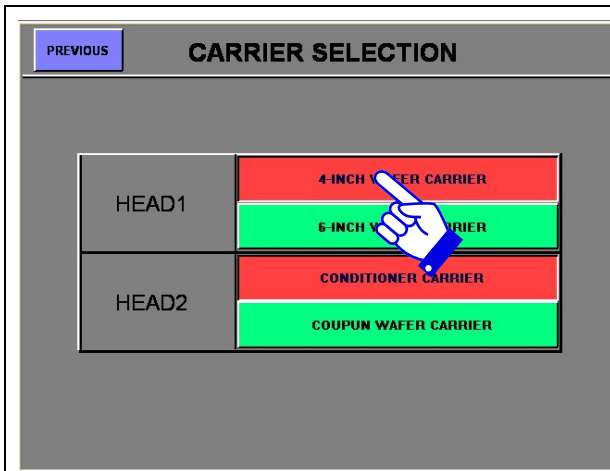 PREVIOUS
CARRIER SELECTION
HEAD1
4-INCH CARRIER
6-INCH
HEAD2
CONDITIONER CARRIER
COUPUN WAFER CARRIER